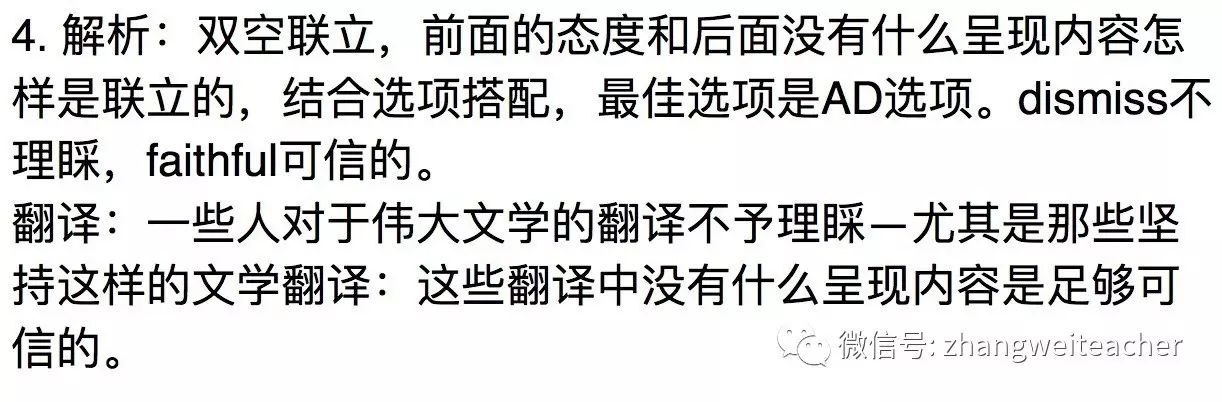 4. 解析：双空联立，前面的态度和后面没有什么呈现内容怎
样是联立的，结合选项搭配，最佳选项是AD选项。dismiss不
理睬，faithful可信的。
翻译：一些人对于伟大文学的翻译不予理睬—尤其是那些坚
持这样的文学翻译：这些翻译中没有什么呈现内容是足够可
信的。
微信号: zhangweiteacher